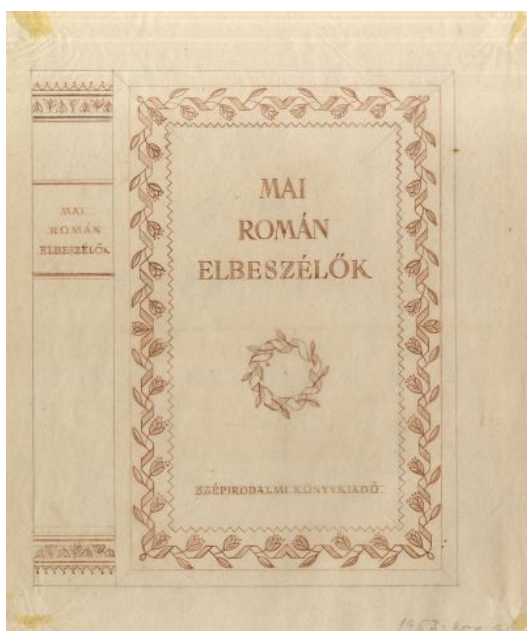 MAI
ROMÁN
ELBESZÉLŐK
MAI
ROMÁN
ELBESZÉLŐK
SZÉPIRODALMI KÖNYVKIADÓ